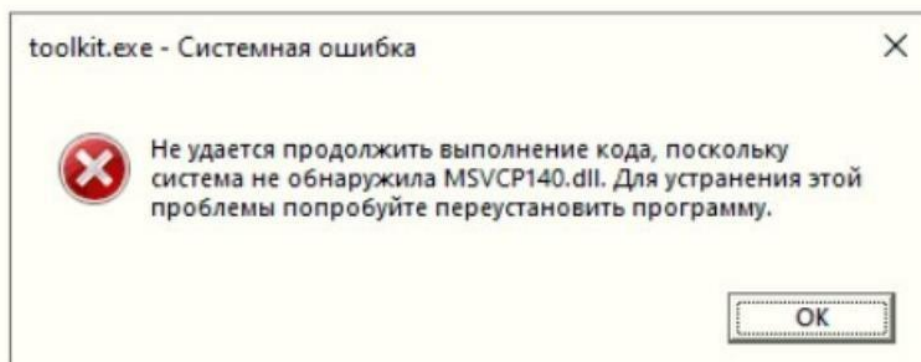 toolkit.exe - Системная ошибка
Не удается продолжить выполнение кода, поскольку
система не обнаружила MSVCP140.dll. Для устранения этой
проблемы попробуйте переустановить программу.
OK